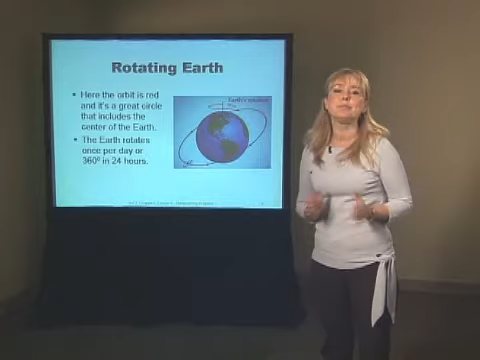 Rotating Earth
• Here the orbit is red
and it's a great circle
that includes the
center of the Earth.
• The Earth rotates
once per day or
360º in 24 hours.
Earth's rotation